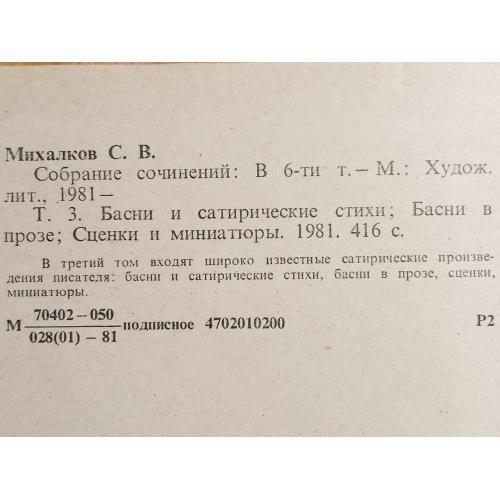 Михалков С. В.
Собрание сочинений: В 6-ти т. — М.: Худож.
лит., 1981—
Т. 3. Басни и сатирические стихи; Басни в
прозе; Сценки и миниатюры. 1981. 416 с.
В третий том входят широко известные сатирические произве-
дения писателя: басни и сатирические стихи, басни в прозе, сценки,
миниатюры.
70402—050
М подписное 4702010200 Р2
028(01)—81